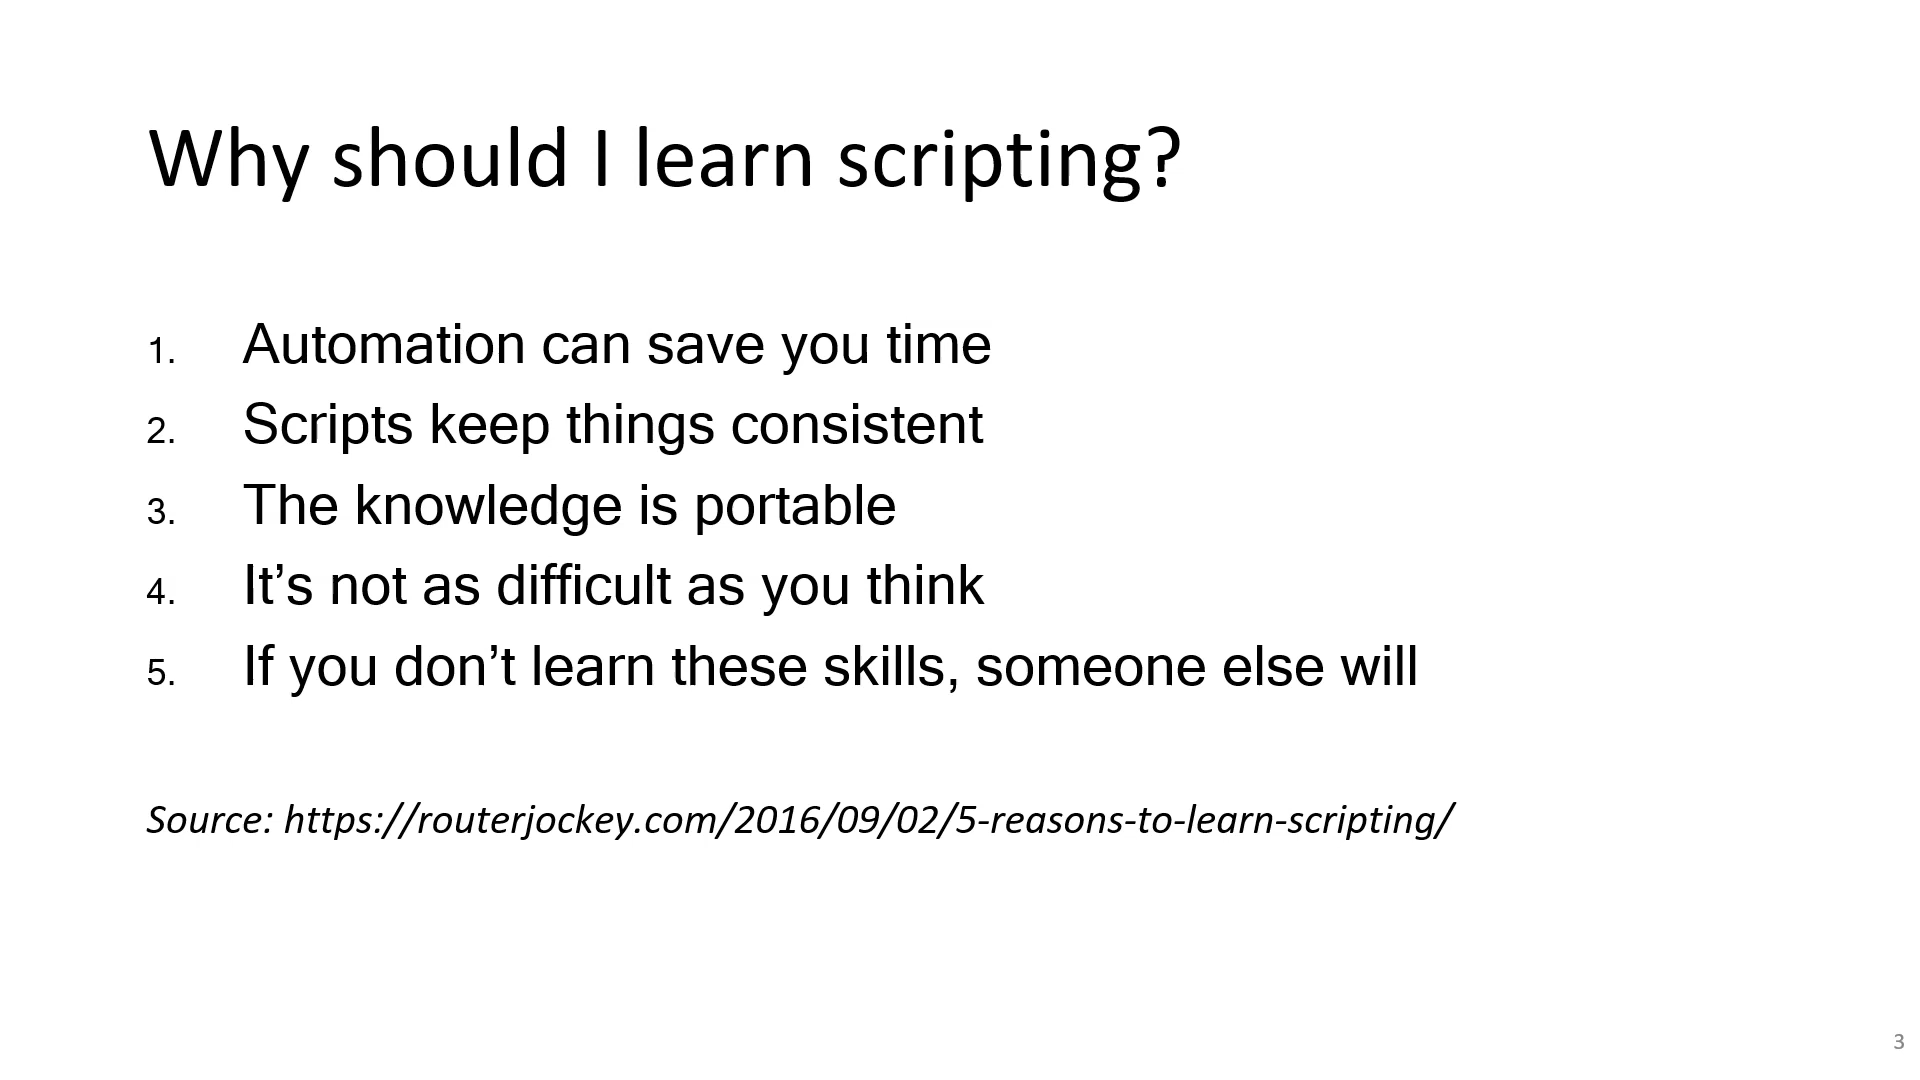 Why should I learn scripting?
1. Automation can save you time
2. Scripts keep things consistent
3. The knowledge is portable
4. It’s not as difficult as you think
5. If you don’t learn these skills, someone else will
Source: https://routerjockey.com/2016/09/02/5-reasons-to-learn-scripting/
3